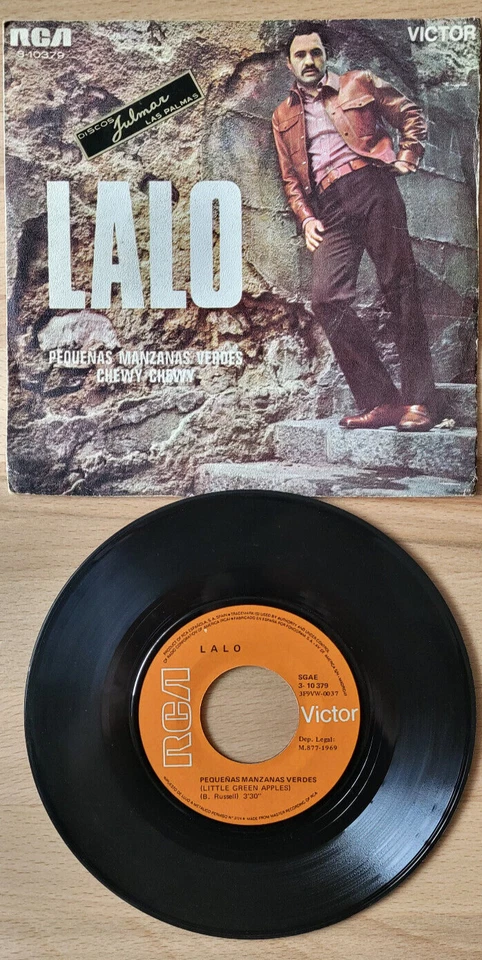 RCA
VICTOR
3-10379
DISCOS
Julmar
LAS PALMAS
LALO
PEQUEÑAS MANZANAS VERDES
CHEWY CHEWY
LALO
SGAE
3-10 379
JP9VW-0037
RCA
Victor
Dep. Legal:
M.877-1969
PEQUEÑAS MANZANAS VERDES
(LITTLE GREEN APPLES)
(B. Russell) 3'30"